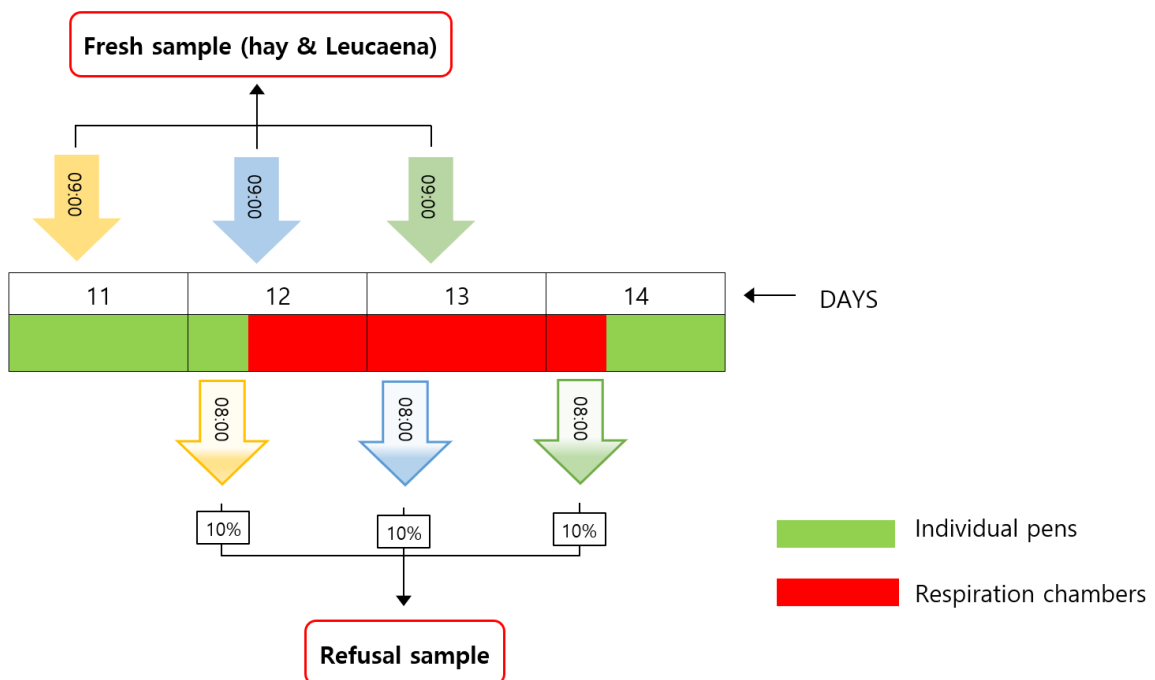 Fresh sample (hay & Leucaena)
09:00
09:00
09:00
11
12
13
14
DAYS
08:00
08:00
08:00
10%
10%
10%
Individual pens
Respiration chambers
Refusal sample